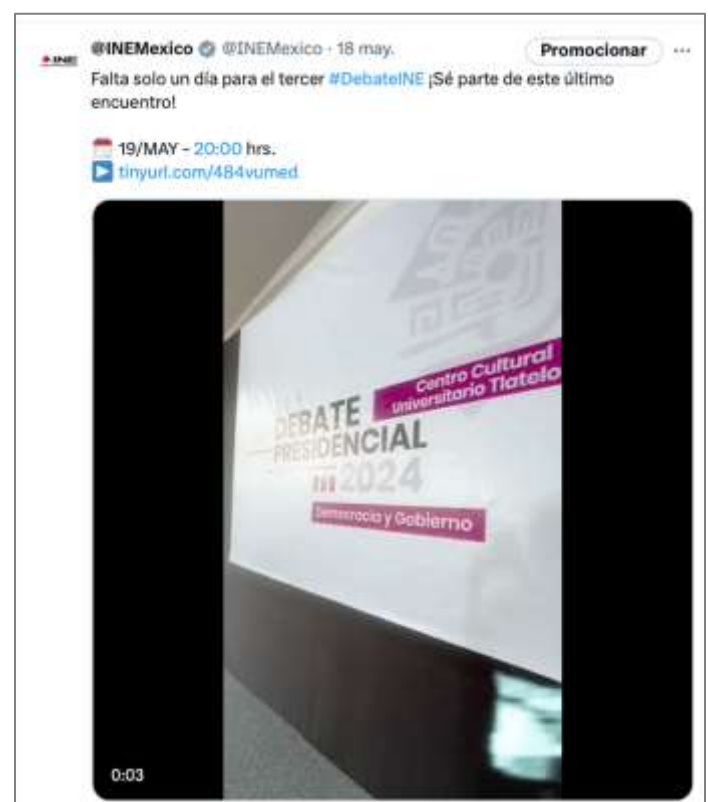 INE
@INEMexico @INEMexico · 18 may.
Promocionar
Falta solo un día para el tercer #DebateINE ¡Sé parte de este último
encuentro!
19/MAY – 20:00 hrs.
tinyurl.com/484vumed
Centro Cultural
Universitario Tlatelo
DEBATE
PRESIDENCIAL
2024
Democracia y Gobierno
0:03